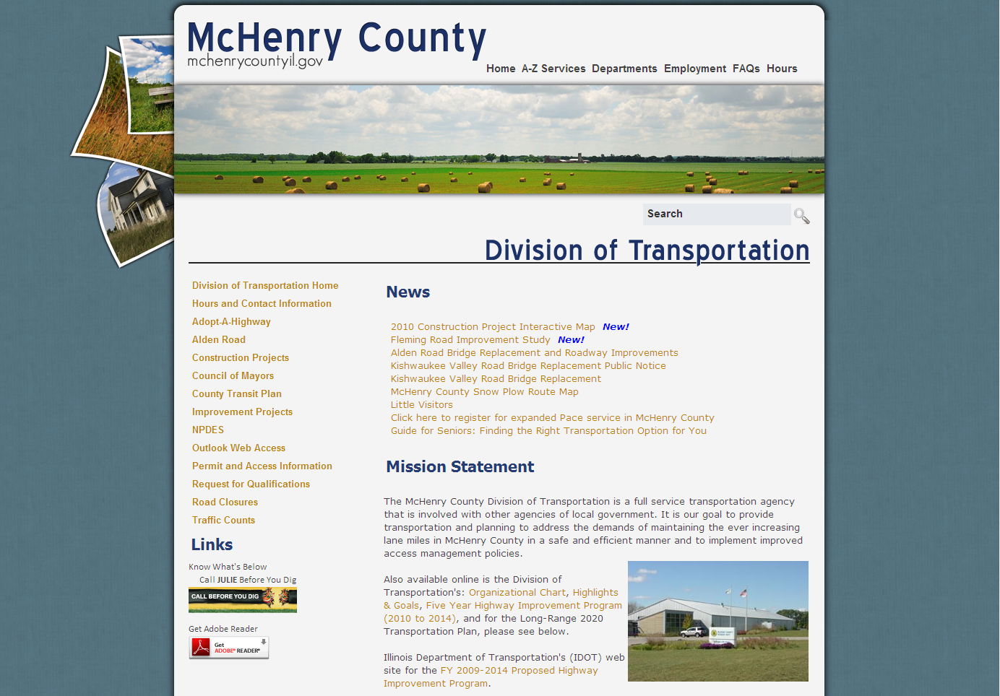 McHenry County
mchenrycountyil.gov
Home A-Z Services Departments Employment FAQs Hours
Search
Division of Transportation
Division of Transportation Home
Hours and Contact Information
Adopt-A-Highway
Alden Road
Construction Projects
Council of Mayors
County Transit Plan
Improvement Projects
NPDES
Outlook Web Access
Permit and Access Information
Request for Qualifications
Road Closures
Traffic Counts
Links
Know What's Below
Call JULIE Before You Dig
CALL BEFORE YOU DIG
Get Adobe Reader
Get
ADOBE® READER®
News
2010 Construction Project Interactive Map New!
Fleming Road Improvement Study New!
Alden Road Bridge Replacement and Roadway Improvements
Kishwaukee Valley Road Bridge Replacement Public Notice
Kishwaukee Valley Road Bridge Replacement
McHenry County Snow Plow Route Map
Little Visitors
Click here to register for expanded Pace service in McHenry County
Guide for Seniors: Finding the Right Transportation Option for You
Mission Statement
The McHenry County Division of Transportation is a full service transportation agency
that is involved with other agencies of local government. It is our goal to provide
transportation and planning to address the demands of maintaining the ever increasing
lane miles in McHenry County in a safe and efficient manner and to implement improved
access management policies.
Also available online is the Division of
Transportation's: Organizational Chart, Highlights
& Goals, Five Year Highway Improvement Program
(2010 to 2014), and for the Long-Range 2020
Transportation Plan, please see below.
Illinois Department of Transportation's (IDOT) web
site for the FY 2009-2014 Proposed Highway
Improvement Program.